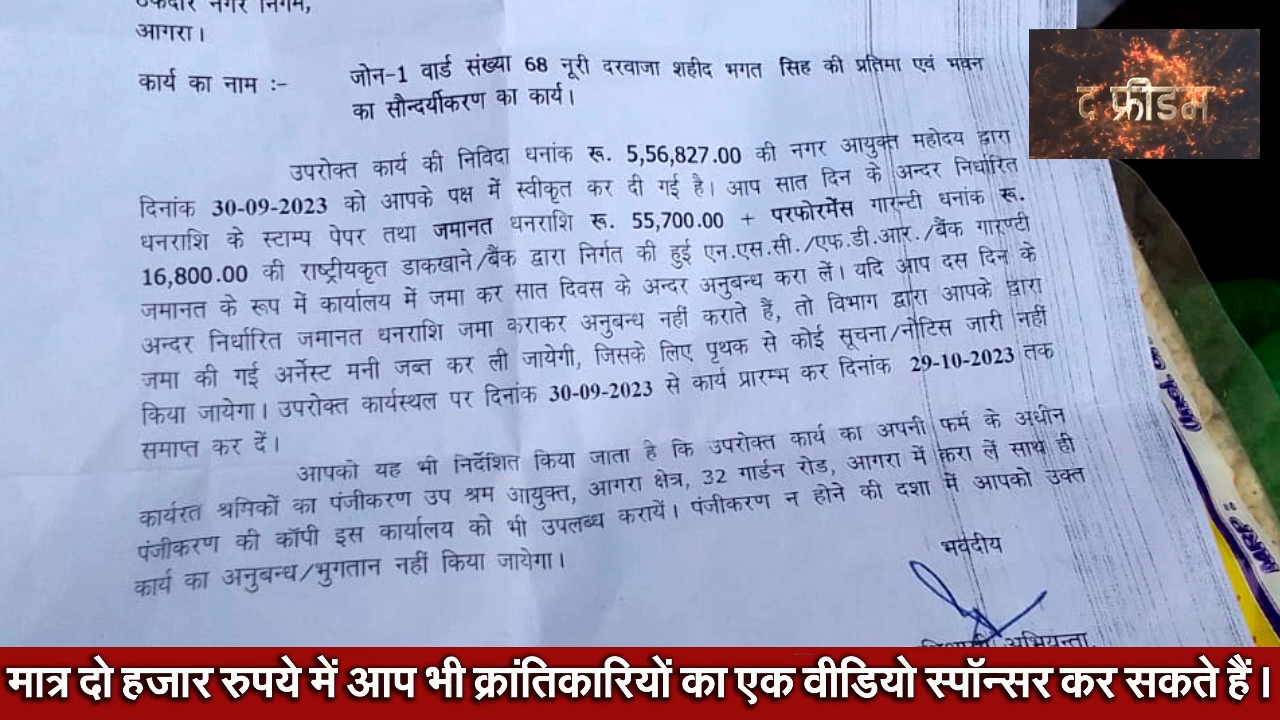 ठेकेदार नगर निगम,
आगरा।
कार्य का नाम :- जोन-1 वार्ड संख्या 68 नूरी दरवाजा शहीद भगत सिंह की प्रतिमा एवं भवन
का सौन्दर्यीकरण का कार्य।
द फ्रीडम
उपरोक्त कार्य की निविदा धनांक रू. 5,56,827.00 की नगर आयुक्त महोदय द्वारा
दिनांक 30-09-2023 को आपके पक्ष में स्वीकृत कर दी गई है। आप सात दिन के अन्दर निर्धारित
धनराशि के स्टाम्प पेपर तथा जमानत धनराशि रू. 55,700.00 + परफोरमेंस गारन्टी धनांक रू.
16,800.00 की राष्ट्रीयकृत डाकखाने/बैंक द्वारा निर्गत की हुई एन.एस.सी./एफ.डी.आर./बैंक गारण्टी
जमानत के रूप में कार्यालय में जमा कर सात दिवस के अन्दर अनुबन्ध करा लें। यदि आप दस दिन के
अन्दर निर्धारित जमानत धनराशि जमा कराकर अनुबन्ध नहीं कराते हैं, तो विभाग द्वारा आपके द्वारा
जमा की गई अर्नेस्ट मनी जब्त कर ली जायेगी, जिसके लिए पृथक से कोई सूचना/नोटिस जारी नहीं
किया जायेगा। उपरोक्त कार्यस्थल पर दिनांक 30-09-2023 से कार्य प्रारम्भ कर दिनांक 29-10-2023 तक
समाप्त कर दें।
आपको यह भी निर्देशित किया जाता है कि उपरोक्त कार्य का अपनी फर्म के अधीन
कार्यरत श्रमिकों का पंजीकरण उप श्रम आयुक्त, आगरा क्षेत्र, 32 गार्डन रोड, आगरा में करा लें साथ ही
पंजीकरण की कॉपी इस कार्यालय को भी उपलब्ध करायें। पंजीकरण न होने की दशा में आपको उक्त
कार्य का अनुबन्ध/भुगतान नहीं किया जायेगा।
भवदीय
अभियन्ता,
MRP:
मात्र दो हजार रुपये में आप भी क्रांतिकारियों का एक वीडियो स्पॉन्सर कर सकते हैं।